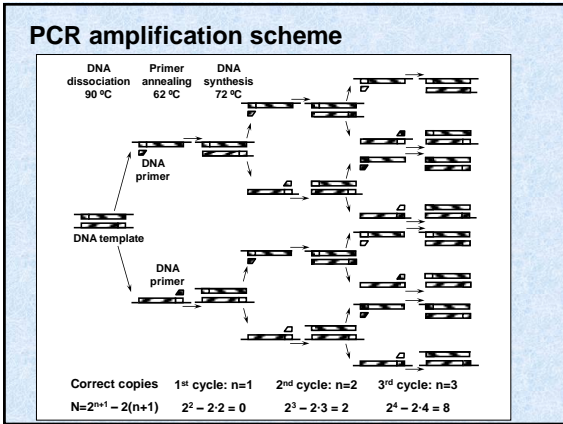 PCR amplification scheme
DNA dissociation 90 ºC
Primer annealing 62 ºC
DNA synthesis 72 ºC
DNA primer
DNA template
DNA primer
Correct copies 1st cycle: n=1 2nd cycle: n=2 3rd cycle: n=3
N=2ⁿ⁺¹ – 2(n+1) 2² – 2·2 = 0 2³ – 2·3 = 2 2⁴ – 2·4 = 8